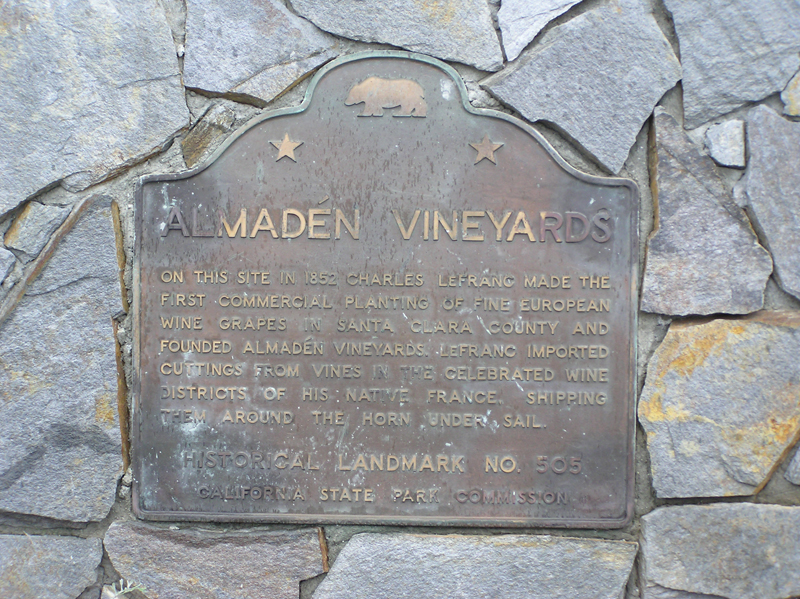 ALMADÉN VINEYARDS
ON THIS SITE IN 1852 CHARLES LEFRANC MADE THE
FIRST COMMERCIAL PLANTING OF FINE EUROPEAN
WINE GRAPES IN SANTA CLARA COUNTY AND
FOUNDED ALMADÉN VINEYARDS. LEFRANC IMPORTED
CUTTINGS FROM VINES IN THE CELEBRATED WINE
DISTRICTS OF HIS NATIVE FRANCE, SHIPPING
THEM AROUND THE HORN UNDER SAIL.
HISTORICAL LANDMARK NO. 505
CALIFORNIA STATE PARK COMMISSION